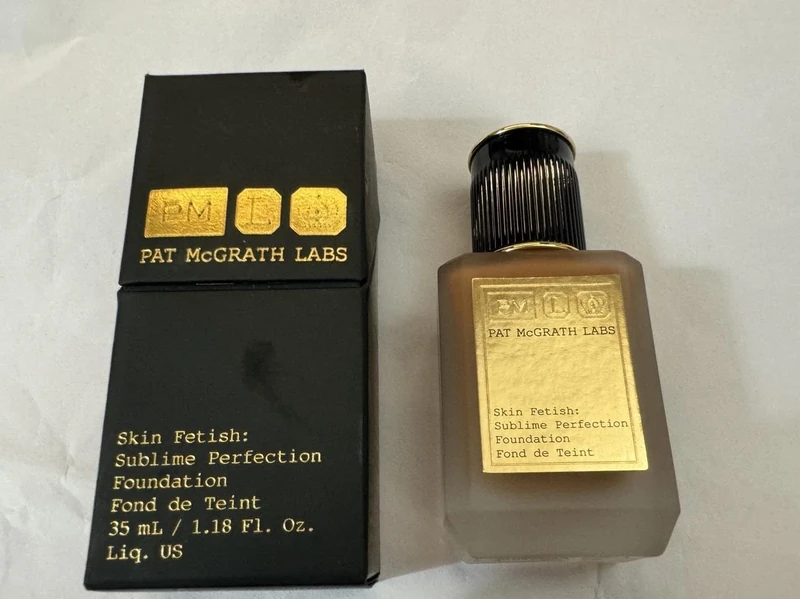 PM L
PAT McGRATH LABS
Skin Fetish:
Sublime Perfection
Foundation
Fond de Teint
35 mL / 1.18 Fl. Oz.
Liq. US
PM L
PAT McGRATH LABS
Skin Fetish:
Sublime Perfection
Foundation
Fond de Teint